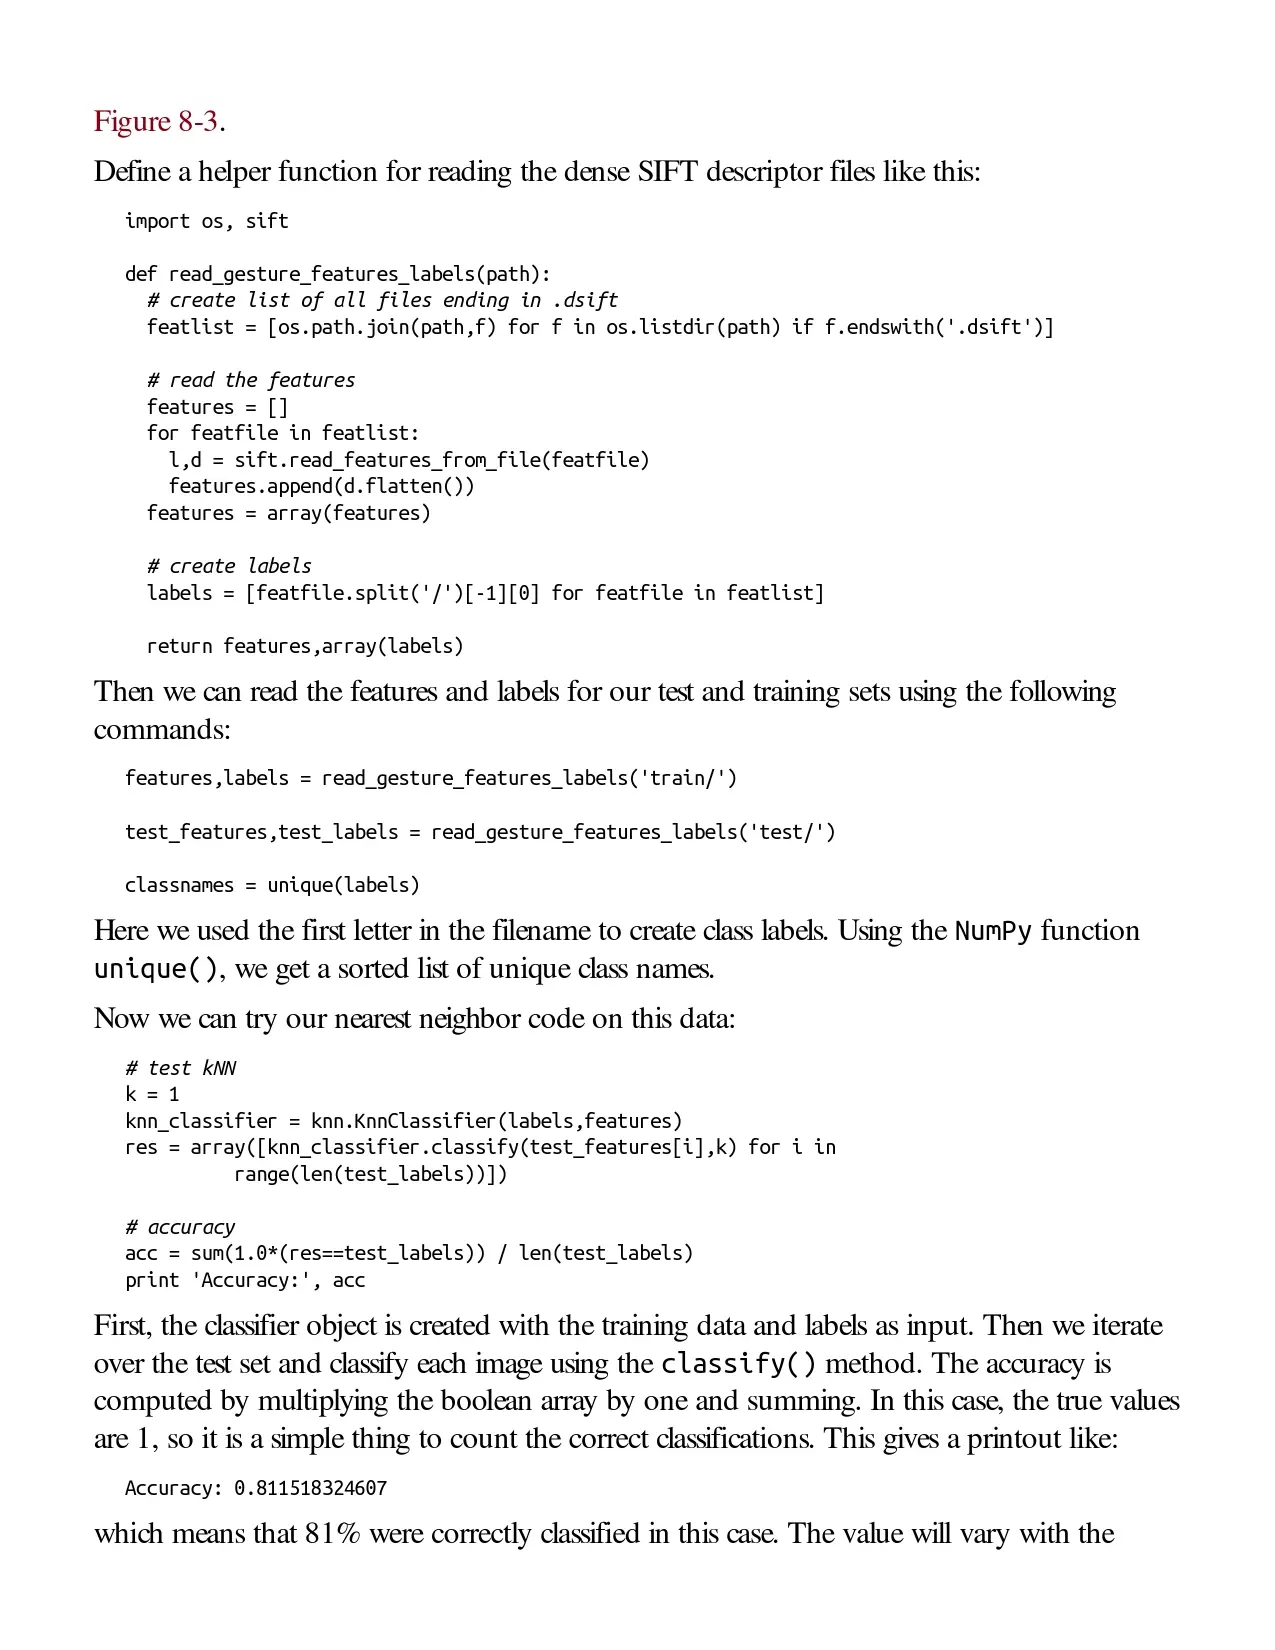 Figure 8-3.
Define a helper function for reading the dense SIFT descriptor files like this:
import os, sift
def read_gesture_features_labels(path):
# create list of all files ending in .dsift
featlist = [os.path.join(path,f) for f in os.listdir(path) if f.endswith('.dsift')]
# read the features
features = []
for featfile in featlist:
l,d = sift.read_features_from_file(featfile)
features.append(d.flatten())
features = array(features)
# create labels
labels = [featfile.split('/')[-1][0] for featfile in featlist]
return features,array(labels)
Then we can read the features and labels for our test and training sets using the following
commands:
features,labels = read_gesture_features_labels('train/')
test_features,test_labels = read_gesture_features_labels('test/')
classnames = unique(labels)
Here we used the first letter in the filename to create class labels. Using the NumPy function
unique(), we get a sorted list of unique class names.
Now we can try our nearest neighbor code on this data:
# test kNN
k = 1
knn_classifier = knn.KnnClassifier(labels,features)
res = array([knn_classifier.classify(test_features[i],k) for i in
range(len(test_labels))])
# accuracy
acc = sum(1.0*(res==test_labels)) / len(test_labels)
print 'Accuracy:', acc
First, the classifier object is created with the training data and labels as input. Then we iterate
over the test set and classify each image using the classify() method. The accuracy is
computed by multiplying the boolean array by one and summing. In this case, the true values
are 1, so it is a simple thing to count the correct classifications. This gives a printout like:
Accuracy: 0.811518324607
which means that 81% were correctly classified in this case. The value will vary with the